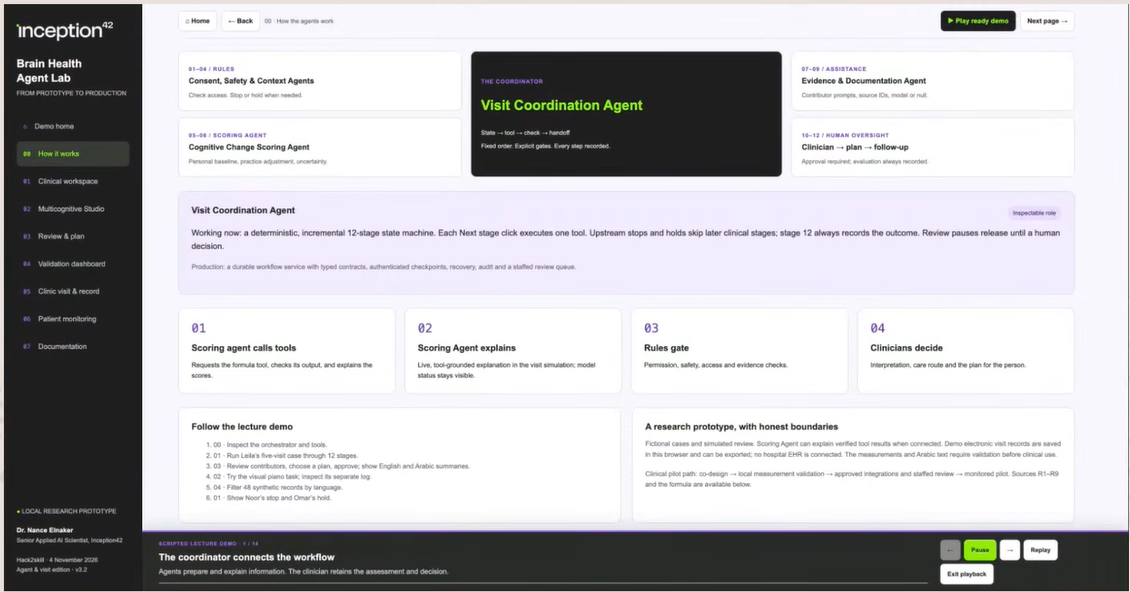 inception42
Brain Health
Agent Lab
FROM PROTOTYPE TO PRODUCTION
Demo home
00 How it works
01 Clinical workspace
02 Multicognitive Studio
03 Review & plan
04 Validation dashboard
05 Clinic visit & record
06 Patient monitoring
07 Documentation
● LOCAL RESEARCH PROTOTYPE
Dr. Nance Elnaker
Senior Applied AI Scientist, Inception42
Hack2skill · 4 November 2026
Agent & visit edition · v3.2
⌂ Home
← Back
00 · How the agents work
▶ Play ready demo
Next page →
01–04 / RULES
Consent, Safety & Context Agents
Check access. Stop or hold when needed.
05–06 / SCORING AGENT
Cognitive Change Scoring Agent
Personal baseline, practice adjustment, uncertainty.
THE COORDINATOR
Visit Coordination Agent
State → tool → check → handoff
Fixed order. Explicit gates. Every step recorded.
07–09 / ASSISTANCE
Evidence & Documentation Agent
Contributor prompts, source IDs, model or null.
10–12 / HUMAN OVERSIGHT
Clinician → plan → follow-up
Approval required; evaluation always recorded.
Visit Coordination Agent
Inspectable role
Working now: a deterministic, incremental 12-stage state machine. Each Next stage click executes one tool. Upstream stops and holds skip later clinical stages; stage 12 always records the outcome. Review pauses release until a human
decision.
Production: a durable workflow service with typed contracts, authenticated checkpoints, recovery, audit and a staffed review queue.
01
Scoring agent calls tools
Requests the formula tool, checks its output, and explains the
scores.
02
Scoring Agent explains
Live, tool-grounded explanation in the visit simulation; model
status stays visible.
03
Rules gate
Permission, safety, access and evidence checks.
04
Clinicians decide
Interpretation, care route and the plan for the person.
Follow the lecture demo
1. 00 · Inspect the orchestrator and tools.
2. 01 · Run Leila's five-visit case through 12 stages.
3. 03 · Review contributors, choose a plan, approve; show English and Arabic summaries.
4. 02 · Try the visual piano task; inspect its separate log.
5. 04 · Filter 48 synthetic records by language.
6. 01 · Show Noor's stop and Omar's hold.
A research prototype, with honest boundaries
Fictional cases and simulated review. Scoring Agent can explain verified tool results when connected. Demo electronic visit records are saved
in this browser and can be exported; no hospital EHR is connected. The measurements and Arabic text require validation before clinical use.
Clinical pilot path: co-design → local measurement validation → approved integrations and staffed review → monitored pilot. Sources R1–R9
and the formula are available below.
SCRIPTED LECTURE DEMO · 1 / 14
The coordinator connects the workflow
Agents prepare and explain information. The clinician retains the assessment and decision.
←
Pause
→
Replay
Exit playback